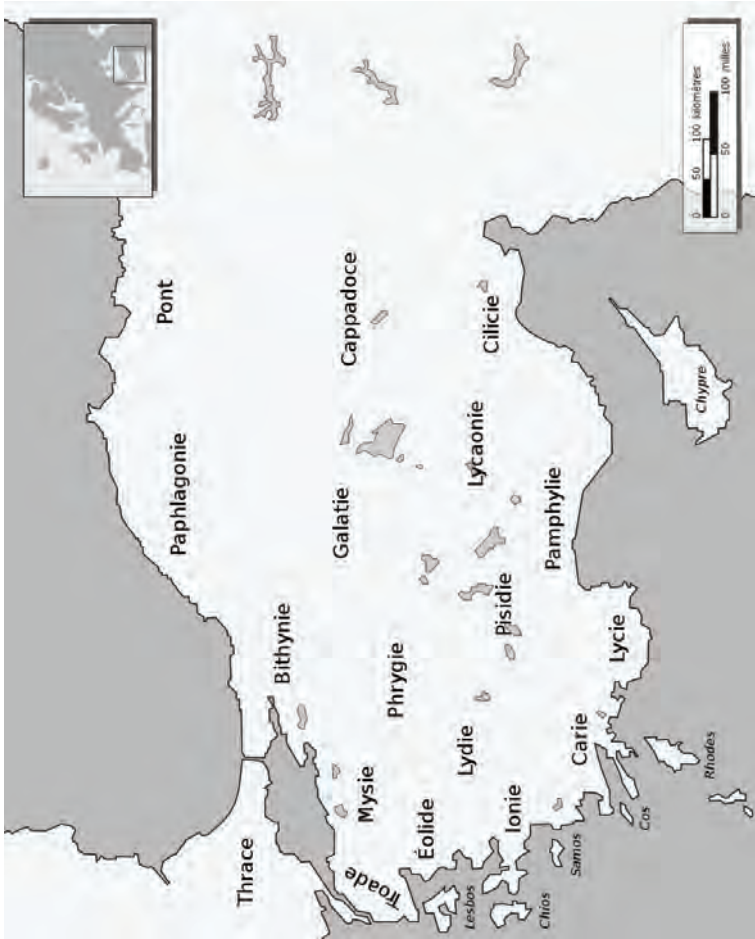 Thrace
Bithynie
Paphlagonie
Pont
Troade
Mysie
Phrygie
Galatie
Cappadoce
Éolide
Lydie
Ionie
Carie
Pisidie
Lycaonie
Cilicie
Lycie
Pamphylie
Lesbos
Chios
Samos
Cos
Rhodes
Chypre
0 50 100 kilomètres
0 50 100 milles